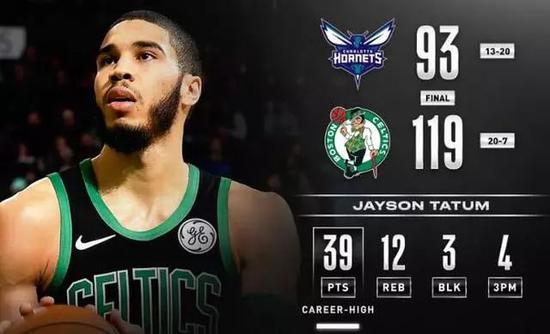 CHARLOTTE
HORNETS
93
13-20
FINAL
BOSTON
CELTICS
119
20-7
JAYSON TATUM
39
PTS
12
REB
3
BLK
4
3PM
CAREER-HIGH
GE
CELTICS